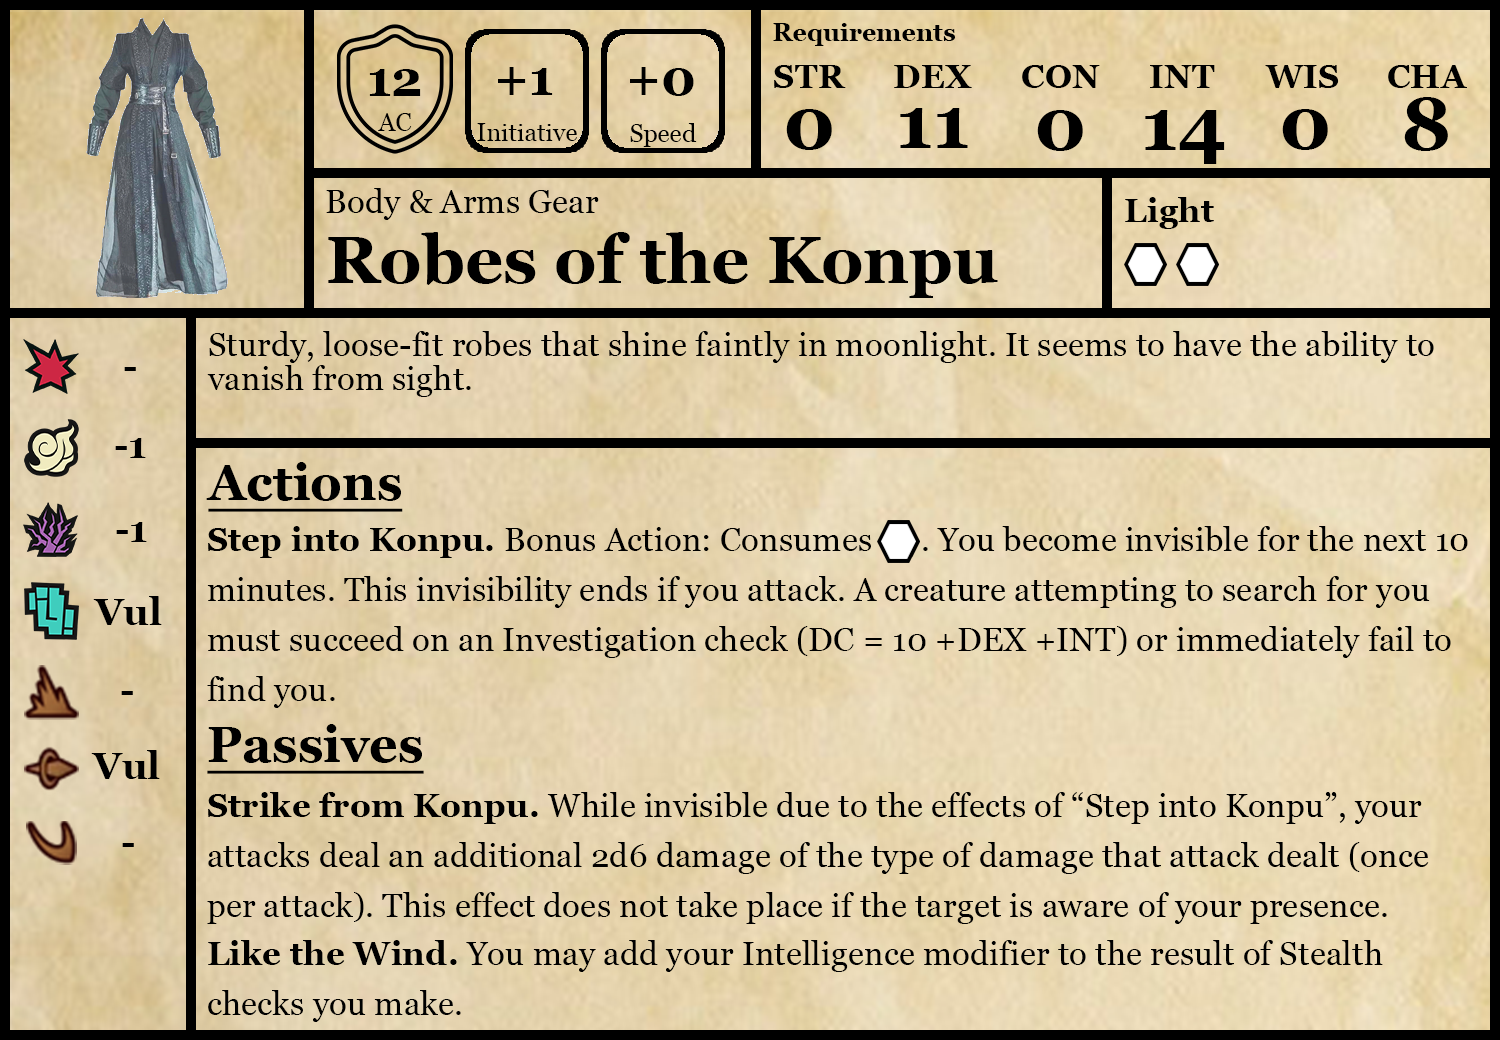 12
AC
+1
Initiative
+0
Speed
Requirements
STR DEX CON INT WIS CHA
0 11 0 14 0 8
Body & Arms Gear
Robes of the Konpu
Light
-
-1
-1
Vul
-
Vul
-
Sturdy, loose-fit robes that shine faintly in moonlight. It seems to have the ability to
vanish from sight.
Actions
Step into Konpu. Bonus Action: Consumes . You become invisible for the next 10
minutes. This invisibility ends if you attack. A creature attempting to search for you
must succeed on an Investigation check (DC = 10 +DEX +INT) or immediately fail to
find you.
Passives
Strike from Konpu. While invisible due to the effects of “Step into Konpu”, your
attacks deal an additional 2d6 damage of the type of damage that attack dealt (once
per attack). This effect does not take place if the target is aware of your presence.
Like the Wind. You may add your Intelligence modifier to the result of Stealth
checks you make.